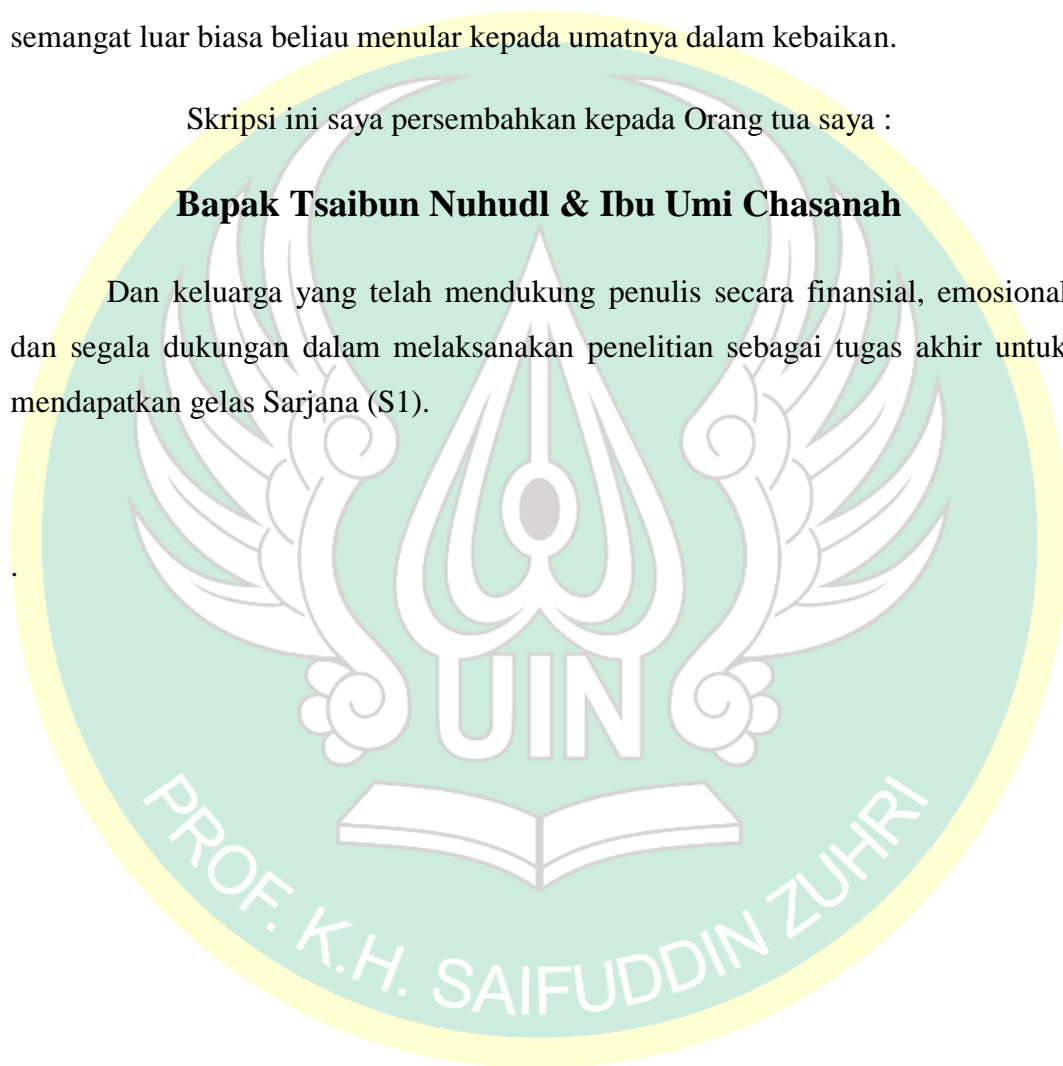 semangat luar biasa beliau menular kepada umatnya dalam kebaikan.
Skripsi ini saya persembahkan kepada Orang tua saya :
Bapak Tsaibun Nuhudl & Ibu Umi Chasanah
Dan keluarga yang telah mendukung penulis secara finansial, emosional
dan segala dukungan dalam melaksanakan penelitian sebagai tugas akhir untuk
mendapatkan gelas Sarjana (S1).
.
UIN
PROF. K.H. SAIFUDDIN ZUHRI